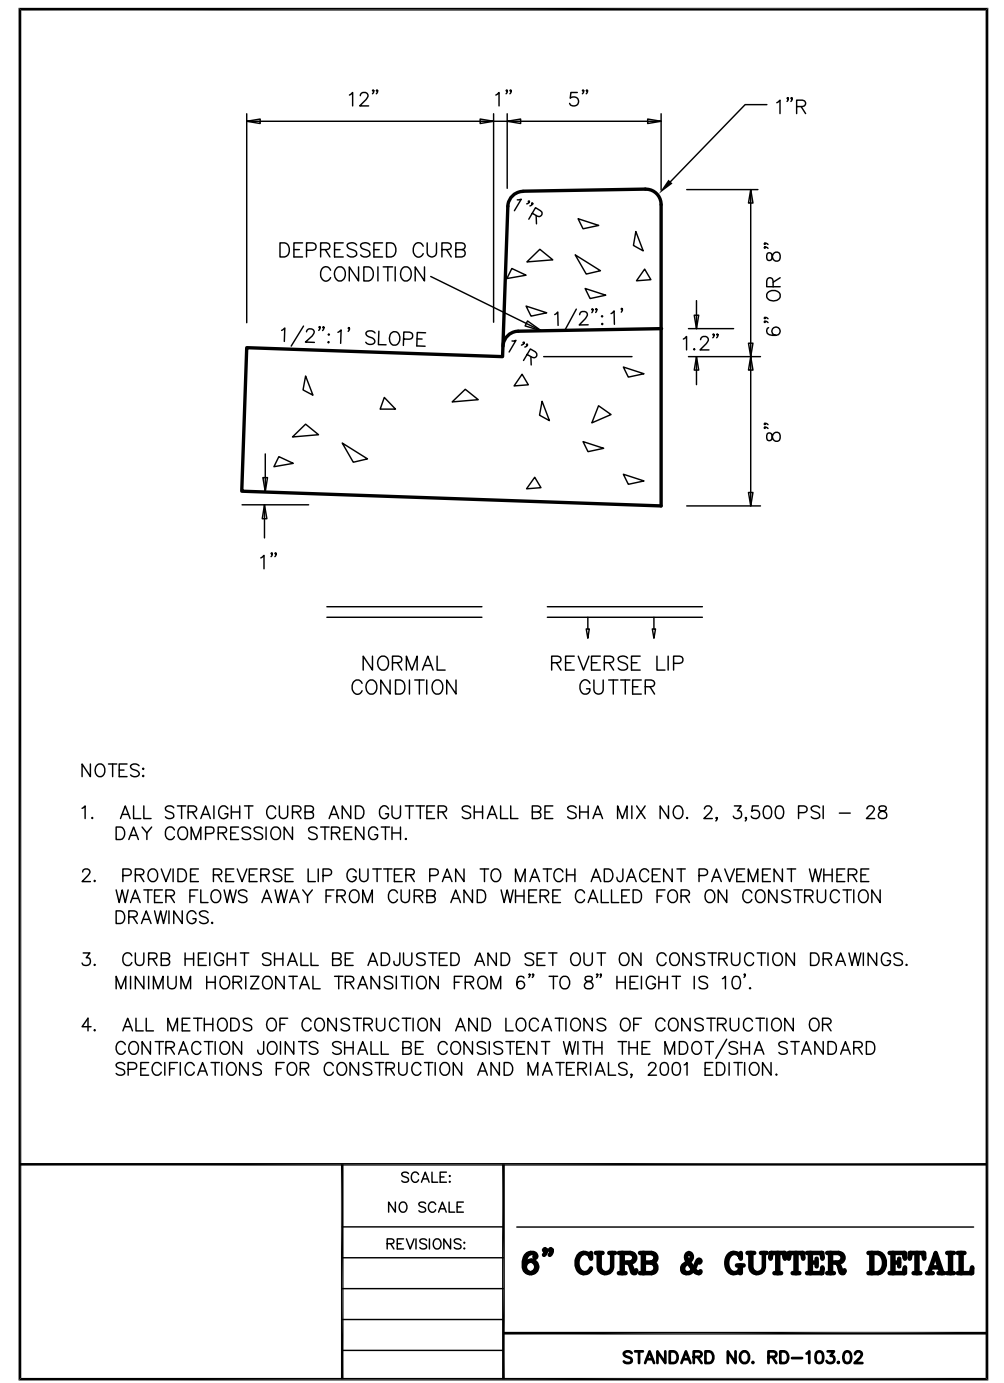 12"
1"
5"
1"R
1"R
DEPRESSED CURB
CONDITION
6" OR 8"
1/2":1'
1/2":1' SLOPE
1"R
1.2"
8"
1"
NORMAL
CONDITION
REVERSE LIP
GUTTER
NOTES:
1. ALL STRAIGHT CURB AND GUTTER SHALL BE SHA MIX NO. 2, 3,500 PSI – 28
DAY COMPRESSION STRENGTH.
2. PROVIDE REVERSE LIP GUTTER PAN TO MATCH ADJACENT PAVEMENT WHERE
WATER FLOWS AWAY FROM CURB AND WHERE CALLED FOR ON CONSTRUCTION
DRAWINGS.
3. CURB HEIGHT SHALL BE ADJUSTED AND SET OUT ON CONSTRUCTION DRAWINGS.
MINIMUM HORIZONTAL TRANSITION FROM 6" TO 8" HEIGHT IS 10'.
4. ALL METHODS OF CONSTRUCTION AND LOCATIONS OF CONSTRUCTION OR
CONTRACTION JOINTS SHALL BE CONSISTENT WITH THE MDOT/SHA STANDARD
SPECIFICATIONS FOR CONSTRUCTION AND MATERIALS, 2001 EDITION.
SCALE:
NO SCALE
REVISIONS:
6" CURB & GUTTER DETAIL
STANDARD NO. RD–103.02